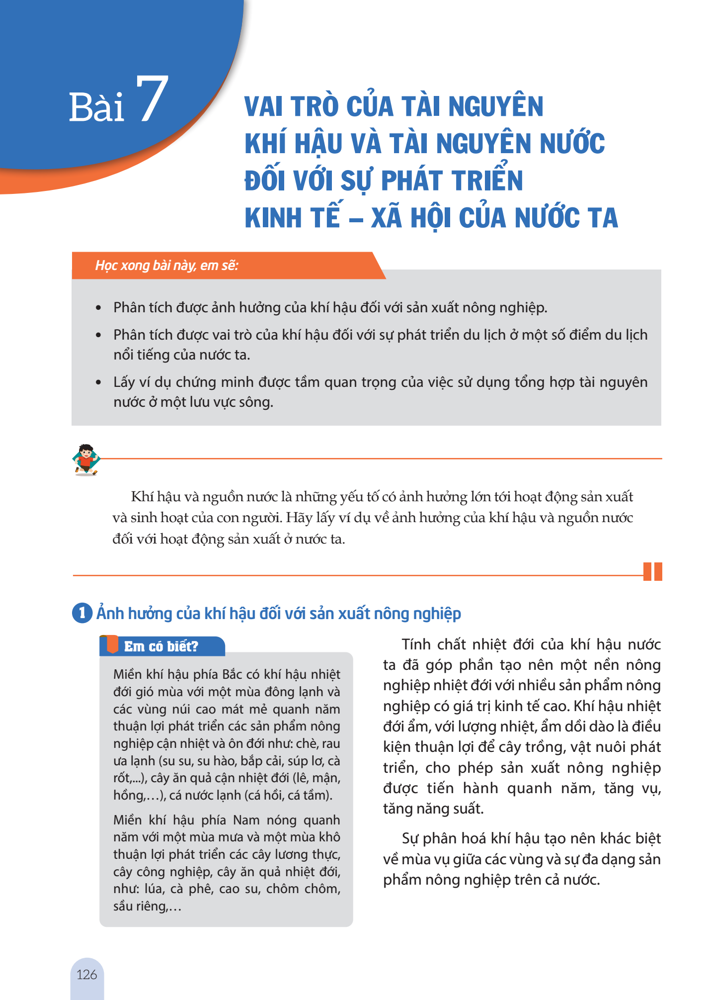 Bài 7
VAI TRÒ CỦA TÀI NGUYÊN
KHÍ HẬU VÀ TÀI NGUYÊN NƯỚC
ĐỐI VỚI SỰ PHÁT TRIỂN
KINH TẾ – XÃ HỘI CỦA NƯỚC TA
Học xong bài này, em sẽ:
• Phân tích được ảnh hưởng của khí hậu đối với sản xuất nông nghiệp.
• Phân tích được vai trò của khí hậu đối với sự phát triển du lịch ở một số điểm du lịch
nổi tiếng của nước ta.
• Lấy ví dụ chứng minh được tầm quan trọng của việc sử dụng tổng hợp tài nguyên
nước ở một lưu vực sông.
Khí hậu và nguồn nước là những yếu tố có ảnh hưởng lớn tới hoạt động sản xuất
và sinh hoạt của con người. Hãy lấy ví dụ về ảnh hưởng của khí hậu và nguồn nước
đối với hoạt động sản xuất ở nước ta.
1 Ảnh hưởng của khí hậu đối với sản xuất nông nghiệp
Em có biết?
Miền khí hậu phía Bắc có khí hậu nhiệt
đới gió mùa với một mùa đông lạnh và
các vùng núi cao mát mẻ quanh năm
thuận lợi phát triển các sản phẩm nông
nghiệp cận nhiệt và ôn đới như: chè, rau
ưa lạnh (su su, su hào, bắp cải, súp lơ, cà
rốt,...), cây ăn quả cận nhiệt đới (lê, mận,
hồng,…), cá nước lạnh (cá hồi, cá tầm).
Miền khí hậu phía Nam nóng quanh
năm với một mùa mưa và một mùa khô
thuận lợi phát triển các cây lương thực,
cây công nghiệp, cây ăn quả nhiệt đới,
như: lúa, cà phê, cao su, chôm chôm,
sầu riêng,…
Tính chất nhiệt đới của khí hậu nước
ta đã góp phần tạo nên một nền nông
nghiệp nhiệt đới với nhiều sản phẩm nông
nghiệp có giá trị kinh tế cao. Khí hậu nhiệt
đới ẩm, với lượng nhiệt, ẩm dồi dào là điều
kiện thuận lợi để cây trồng, vật nuôi phát
triển, cho phép sản xuất nông nghiệp
được tiến hành quanh năm, tăng vụ,
tăng năng suất.
Sự phân hoá khí hậu tạo nên khác biệt
về mùa vụ giữa các vùng và sự đa dạng sản
phẩm nông nghiệp trên cả nước.
126